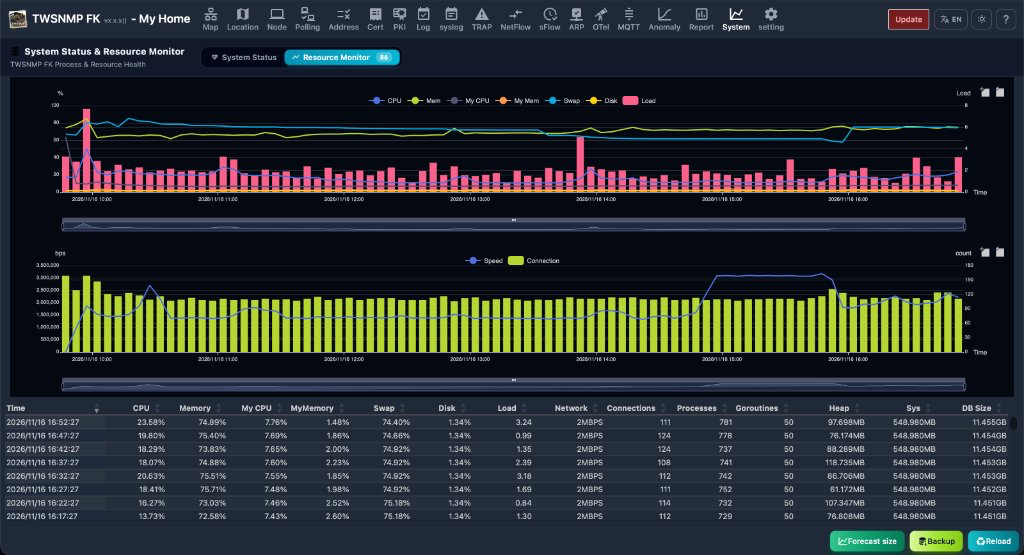 TWSNMP FK vx.x.x() - My Home
Map Location Node Polling Address Cert PKI Log syslog TRAP NetFlow sFlow ARP OTel MQTT Anomaly Report System setting
Update EN ?
System Status & Resource Monitor
TWSNMP FK Process & Resource Health
System Status Resource Monitor 86
% CPU Mem My CPU My Mem Swap Disk Load Load
100 8
80 6
60
40 4
20 2
0 0 Time
2026/11/16 10:00 2026/11/16 11:00 2026/11/16 12:00 2026/11/16 13:00 2026/11/16 14:00 2026/11/16 15:00 2026/11/16 16:00
bps Speed Connection count
3,500,000 180
3,000,000 150
2,500,000 120
2,000,000
1,500,000 90
1,000,000 60
500,000 30
0 0 Time
2026/11/16 10:00 2026/11/16 11:00 2026/11/16 12:00 2026/11/16 13:00 2026/11/16 14:00 2026/11/16 15:00 2026/11/16 16:00
Time CPU Memory My CPU MyMemory Swap Disk Load Network Connections Processes Goroutines Heap Sys DB Size
2026/11/16 16:52:27 23.58% 74.89% 7.76% 1.48% 74.40% 1.34% 3.24 2MBPS 111 781 50 97.698MB 548.980MB 11.455GB
2026/11/16 16:47:27 19.80% 75.40% 7.69% 1.86% 74.66% 1.34% 0.99 2MBPS 124 778 50 76.174MB 548.980MB 11.454GB
2026/11/16 16:42:27 18.29% 73.83% 7.65% 2.00% 74.92% 1.34% 1.35 2MBPS 124 737 50 88.269MB 548.980MB 11.454GB
2026/11/16 16:37:27 18.07% 74.88% 7.60% 2.23% 74.92% 1.34% 2.39 2MBPS 108 741 50 118.735MB 548.980MB 11.453GB
2026/11/16 16:32:27 20.63% 75.51% 7.55% 1.85% 74.92% 1.34% 3.18 2MBPS 112 742 50 86.706MB 548.980MB 11.453GB
2026/11/16 16:27:27 18.41% 75.71% 7.48% 1.98% 74.92% 1.34% 1.69 2MBPS 111 752 50 61.172MB 548.980MB 11.452GB
2026/11/16 16:22:27 16.27% 73.03% 7.46% 2.52% 75.18% 1.34% 0.84 2MBPS 114 732 50 107.347MB 548.980MB 11.451GB
2026/11/16 16:17:27 13.73% 72.58% 7.43% 2.60% 75.18% 1.34% 1.30 2MBPS 112 729 50 76.808MB 548.980MB 11.451GB
Forecast size Backup Reload